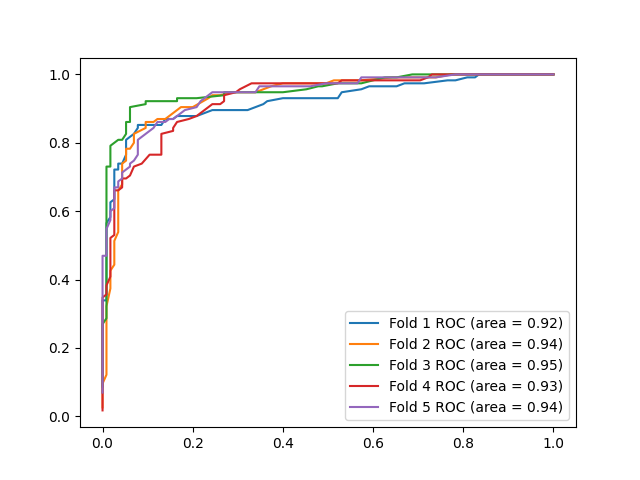 1.0
0.8
0.6
0.4
0.2
0.0
0.0 0.2 0.4 0.6 0.8 1.0
Fold 1 ROC (area = 0.92)
Fold 2 ROC (area = 0.94)
Fold 3 ROC (area = 0.95)
Fold 4 ROC (area = 0.93)
Fold 5 ROC (area = 0.94)